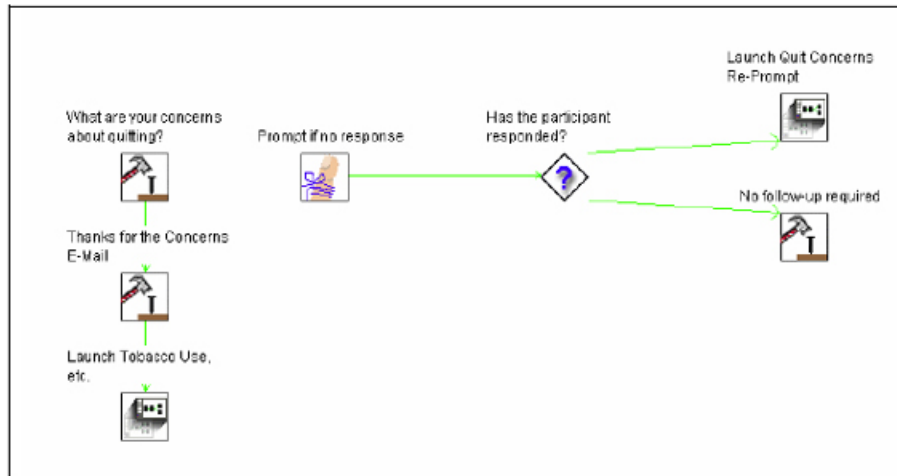 Launch Quit Concerns
Re-Prompt
What are your concerns
about quitting?
Prompt if no response
Has the participant
responded?
No follow-up required
Thanks for the Concerns
E-Mail
Launch Tobacco Use,
etc.